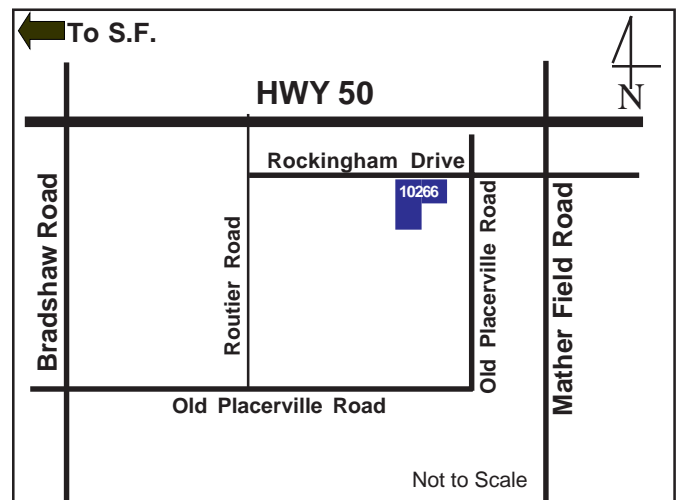 To S.F.
N
HWY 50
Rockingham Drive
10266
Bradshaw Road
Routier Road
Old Placerville Road
Mather Field Road
Old Placerville Road
Not to Scale